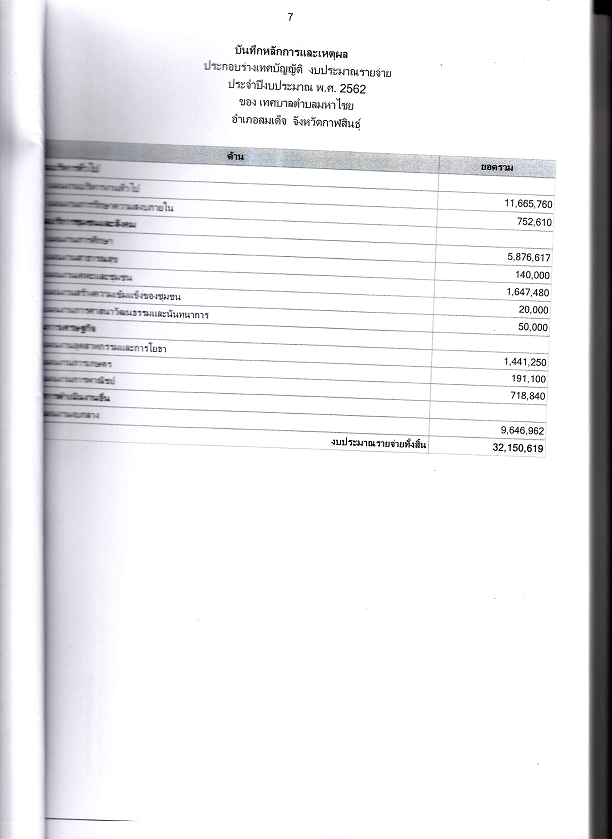 7
บันทึกหลักการและเหตุผล
ประกอบร่างเทศบัญญัติ งบประมาณรายจ่าย
ประจำปีงบประมาณ พ.ศ. 2562
ของ เทศบาลตำบลมหาไชย
อำเภอสมเด็จ จังหวัดกาฬสินธุ์
ด้าน ยอดรวม
บริหารทั่วไป
แผนงานบริหารงานทั่วไป 11,665,760
แผนงานการรักษาความสงบภายใน 752,610
บริการชุมชนและสังคม
แผนงานการศึกษา 5,876,617
แผนงานสาธารณสุข 140,000
แผนงานเคหะและชุมชน 1,647,480
แผนงานสร้างความเข้มแข็งของชุมชน 20,000
แผนงานการศาสนาวัฒนธรรมและนันทนาการ 50,000
การเศรษฐกิจ
แผนงานอุตสาหกรรมและการโยธา 1,441,250
แผนงานการเกษตร 191,100
แผนงานการพาณิชย์ 718,840
การดำเนินงานอื่น
แผนงานงบกลาง 9,646,962
งบประมาณรายจ่ายทั้งสิ้น 32,150,619